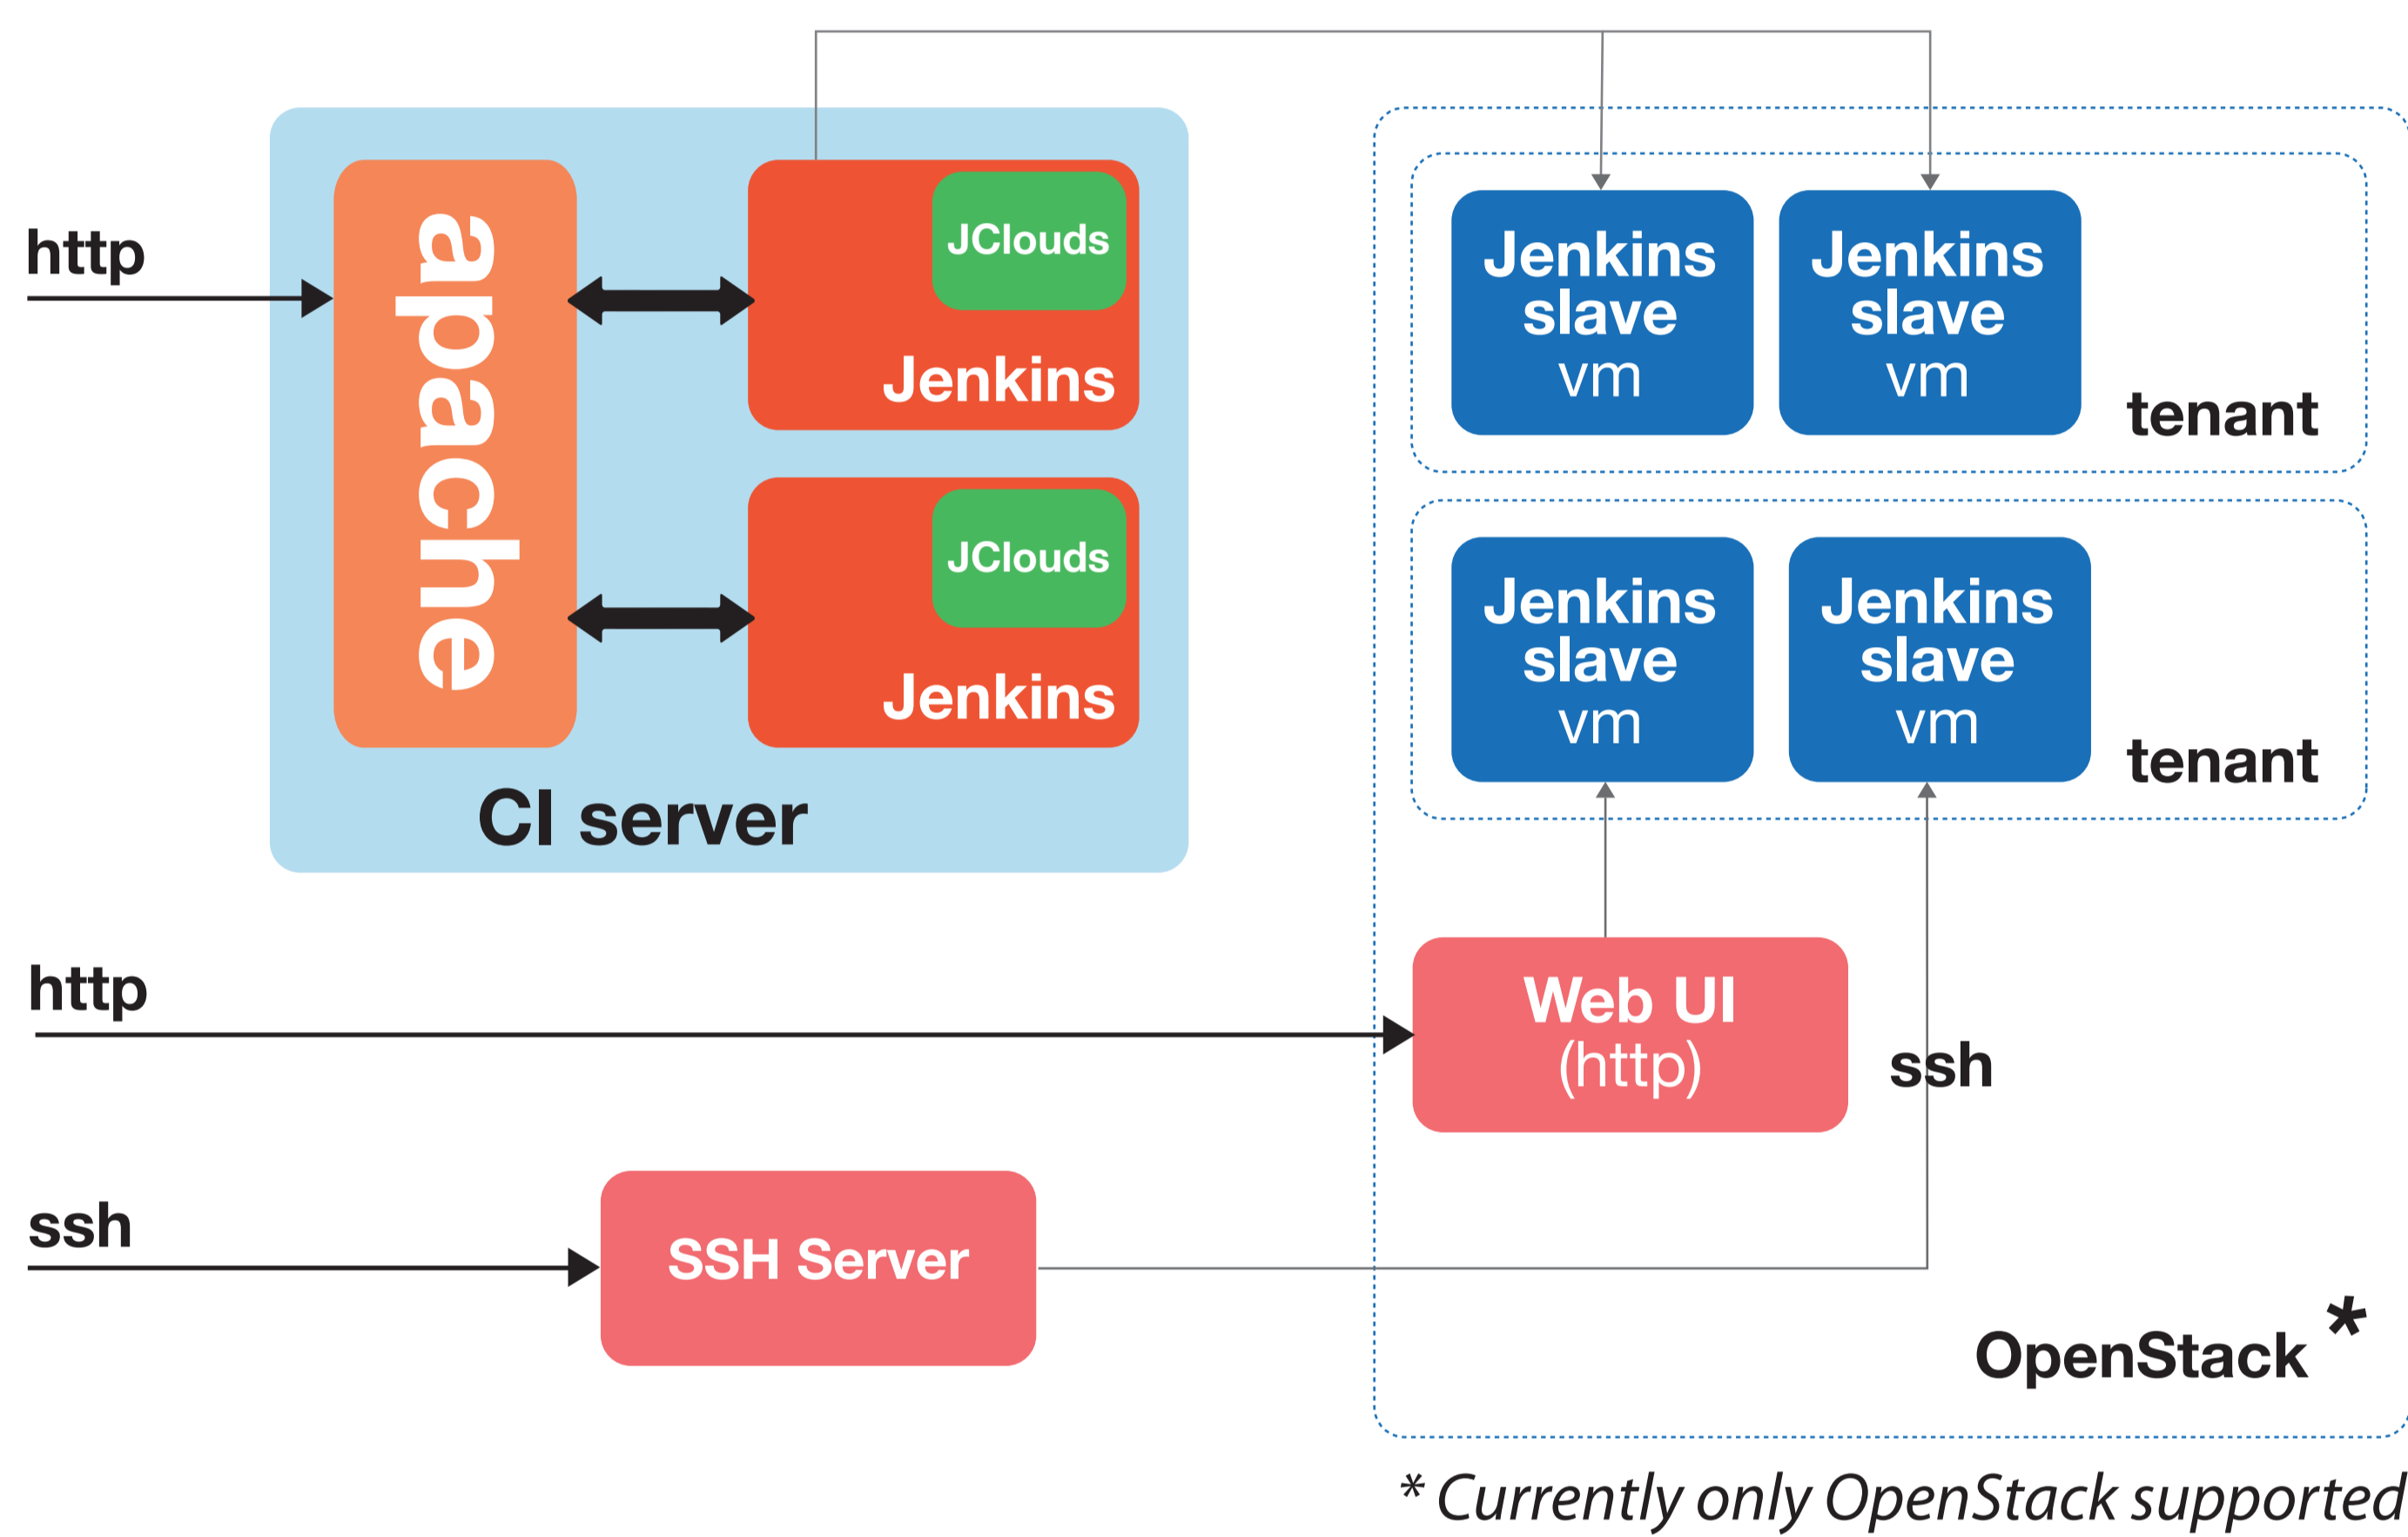 http
apache
JClouds
Jenkins
JClouds
Jenkins
CI server
Jenkins
slave
vm
Jenkins
slave
vm
tenant
Jenkins
slave
vm
Jenkins
slave
vm
tenant
http
Web UI
(http)
ssh
ssh
SSH Server
OpenStack *
* Currently only OpenStack supported